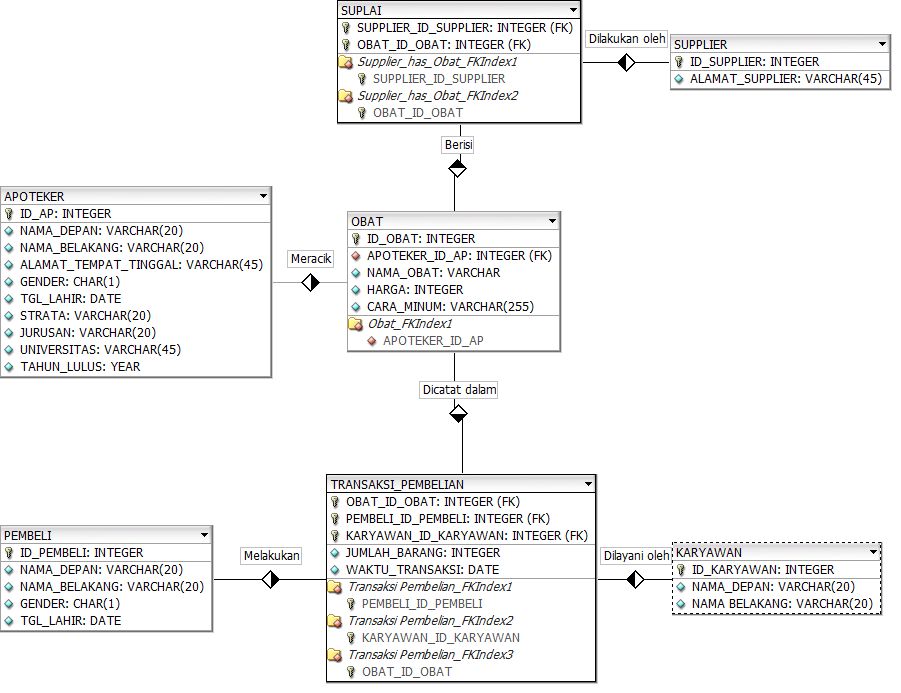 SUPLAI
SUPPLIER_ID_SUPPLIER: INTEGER (FK)
OBAT_ID_OBAT: INTEGER (FK)
Supplier_has_Obat_FKIndex1
SUPPLIER_ID_SUPPLIER
Supplier_has_Obat_FKIndex2
OBAT_ID_OBAT
Dilakukan oleh
SUPPLIER
ID_SUPPLIER: INTEGER
ALAMAT_SUPPLIER: VARCHAR(45)
Berisi
APOTEKER
ID_AP: INTEGER
NAMA_DEPAN: VARCHAR(20)
NAMA_BELAKANG: VARCHAR(20)
ALAMAT_TEMPAT_TINGGAL: VARCHAR(45)
GENDER: CHAR(1)
TGL_LAHIR: DATE
STRATA: VARCHAR(20)
JURUSAN: VARCHAR(20)
UNIVERSITAS: VARCHAR(45)
TAHUN_LULUS: YEAR
Meracik
OBAT
ID_OBAT: INTEGER
APOTEKER_ID_AP: INTEGER (FK)
NAMA_OBAT: VARCHAR
HARGA: INTEGER
CARA_MINUM: VARCHAR(255)
Obat_FKIndex1
APOTEKER_ID_AP
Dicatat dalam
PEMBELI
ID_PEMBELI: INTEGER
NAMA_DEPAN: VARCHAR(20)
NAMA_BELAKANG: VARCHAR(20)
GENDER: CHAR(1)
TGL_LAHIR: DATE
Melakukan
TRANSAKSI_PEMBELIAN
OBAT_ID_OBAT: INTEGER (FK)
PEMBELI_ID_PEMBELI: INTEGER (FK)
KARYAWAN_ID_KARYAWAN: INTEGER (FK)
JUMLAH_BARANG: INTEGER
WAKTU_TRANSAKSI: DATE
Transaksi Pembelian_FKIndex1
PEMBELI_ID_PEMBELI
Transaksi Pembelian_FKIndex2
KARYAWAN_ID_KARYAWAN
Transaksi Pembelian_FKIndex3
OBAT_ID_OBAT
Dilayani oleh
KARYAWAN
ID_KARYAWAN: INTEGER
NAMA_DEPAN: VARCHAR(20)
NAMA BELAKANG: VARCHAR(20)